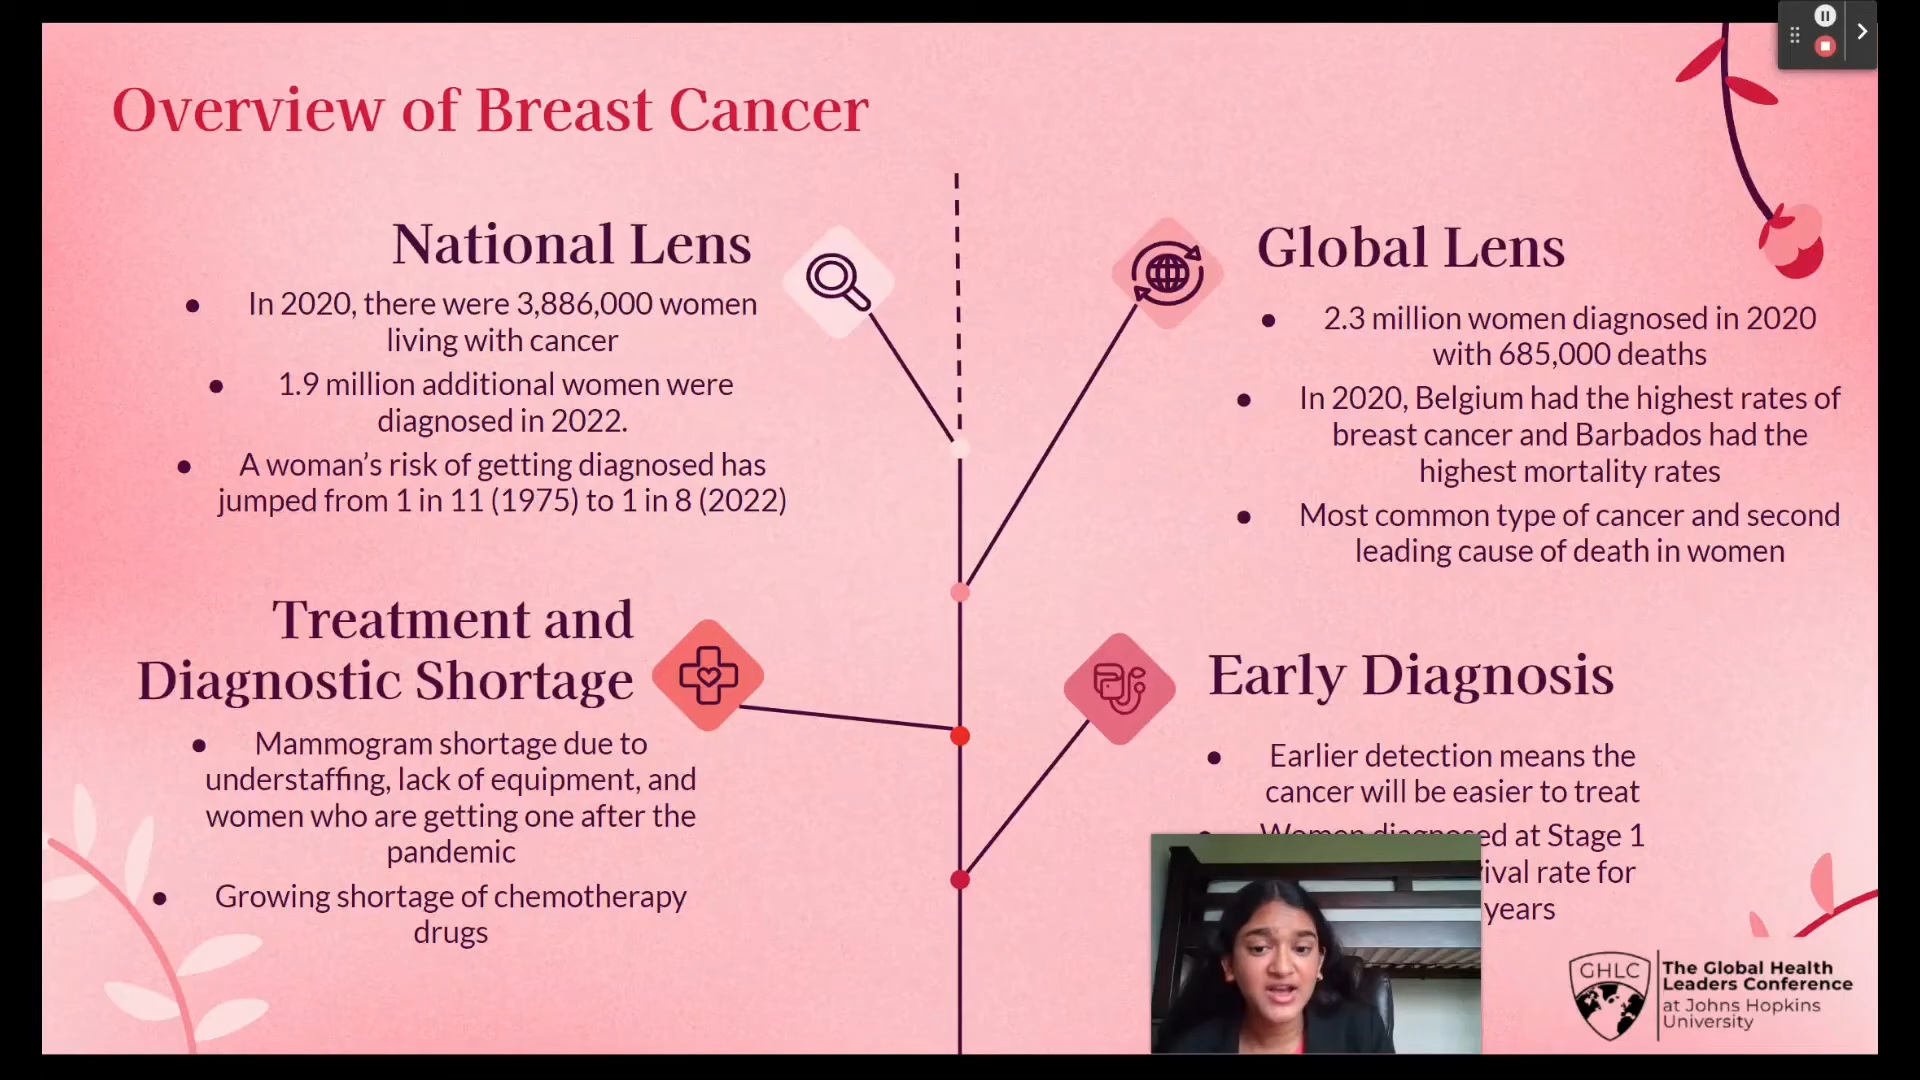 Overview of Breast Cancer
National Lens
• In 2020, there were 3,886,000 women
living with cancer
• 1.9 million additional women were
diagnosed in 2022.
• A woman's risk of getting diagnosed has
jumped from 1 in 11 (1975) to 1 in 8 (2022)
Global Lens
• 2.3 million women diagnosed in 2020
with 685,000 deaths
• In 2020, Belgium had the highest rates of
breast cancer and Barbados had the
highest mortality rates
• Most common type of cancer and second
leading cause of death in women
Treatment and
Diagnostic Shortage
• Mammogram shortage due to
understaffing, lack of equipment, and
women who are getting one after the
pandemic
• Growing shortage of chemotherapy
drugs
Early Diagnosis
• Earlier detection means the
cancer will be easier to treat
• Women diagnosed at Stage 1
rate for
years
GHLC
The Global Health
Leaders Conference
at Johns Hopkins
University